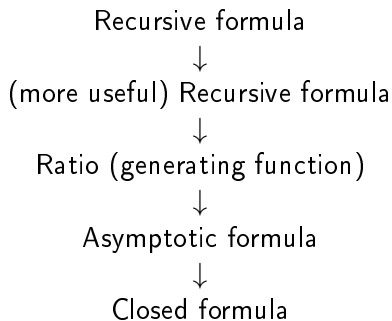 Recursive formula
↓
(more useful) Recursive formula
↓
Ratio (generating function)
↓
Asymptotic formula
↓
Closed formula